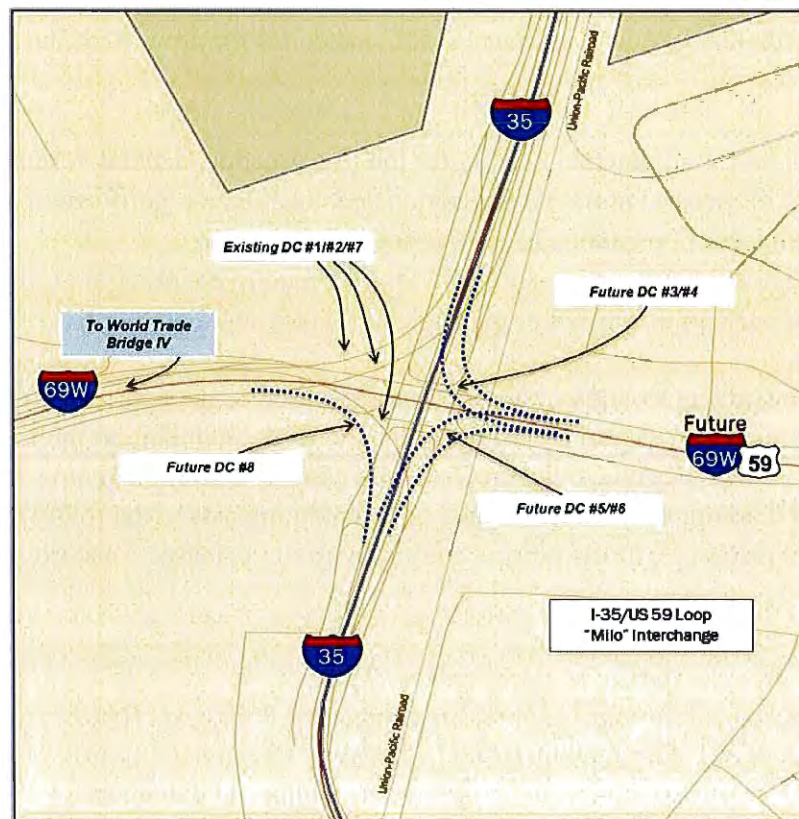 35
Union-Pacific Railroad
Existing DC #1/#2/#7
Future DC #3/#4
To World Trade
Bridge IV
69W
Future
69W
59
Future DC #8
Future DC #5/#6
I-35/US 59 Loop
"Milo" Interchange
35
Union-Pacific Railroad